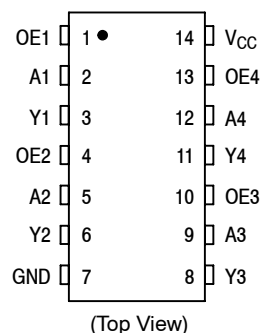 OE1 1 14 VCC
A1 2 13 OE4
Y1 3 12 A4
OE2 4 11 Y4
A2 5 10 OE3
Y2 6 9 A3
GND 7 8 Y3
(Top View)